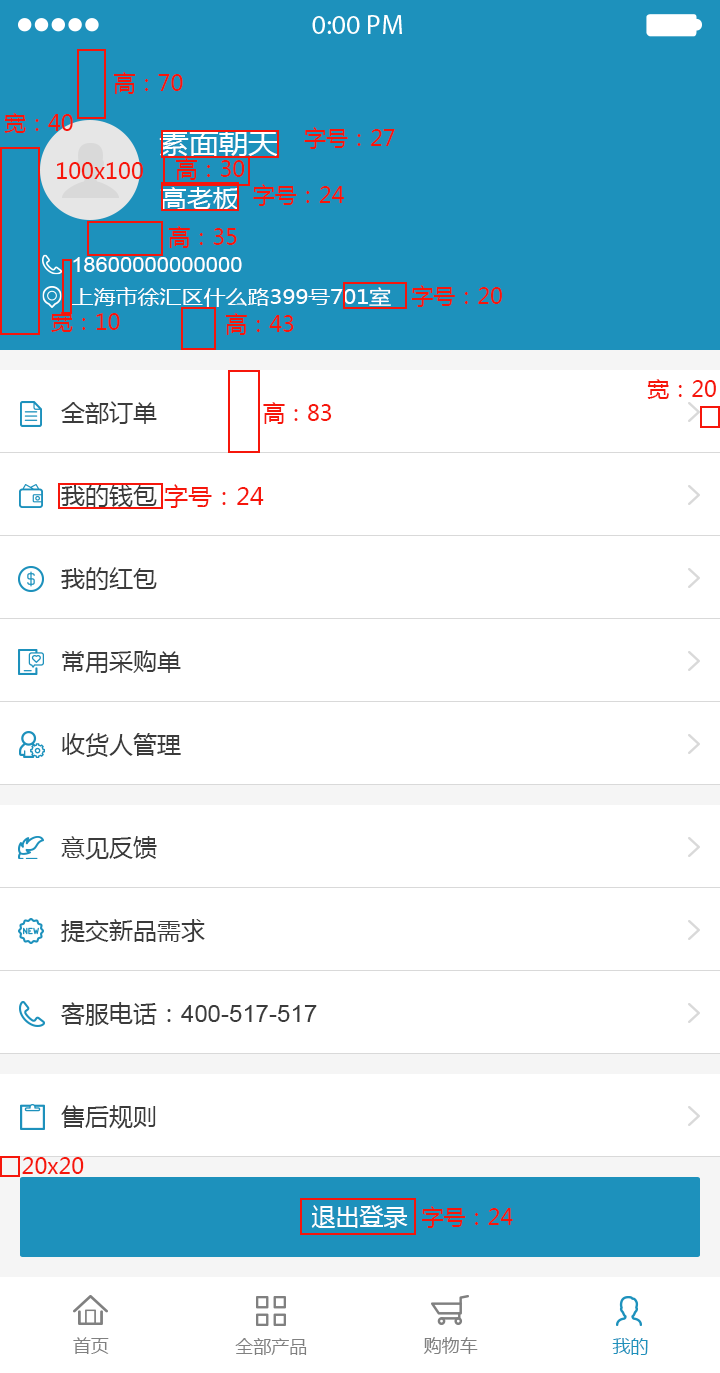 0:00 PM
高：70
宽：40
素面朝天 字号：27
100x100 高：30
高老板 字号：24
高：35
18600000000000
上海市徐汇区什么路399号701室 字号：20
宽：10 高：43
宽：20
全部订单 高：83
我的钱包 字号：24
$ 我的红包
常用采购单
收货人管理
意见反馈
NEW 提交新品需求
客服电话：400-517-517
售后规则
20x20
退出登录 字号：24
首页 全部产品 购物车 我的